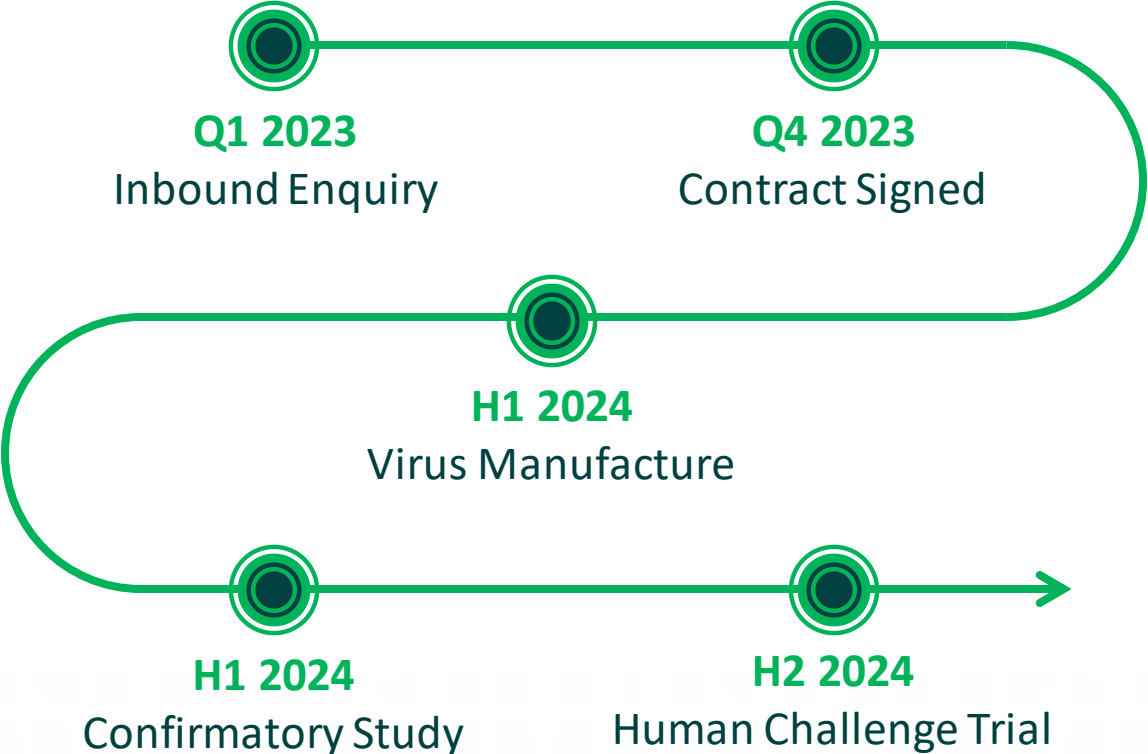 Q1 2023
Inbound Enquiry
Q4 2023
Contract Signed
H1 2024
Virus Manufacture
H1 2024
Confirmatory Study
H2 2024
Human Challenge Trial